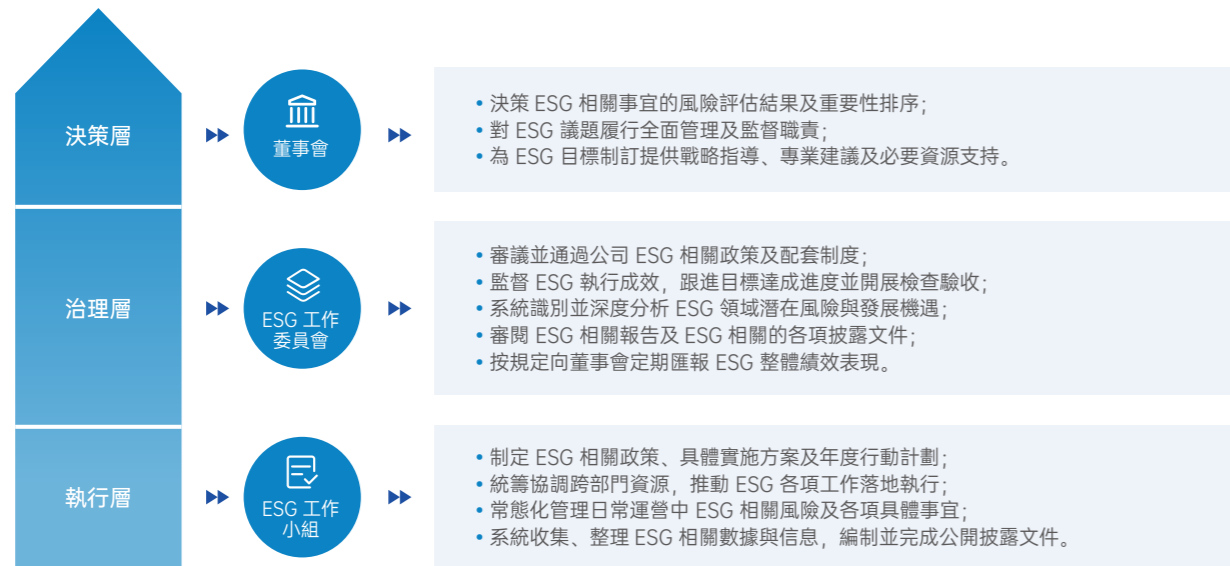 決策層
董事會
• 決策 ESG 相關事宜的風險評估結果及重要性排序；
• 對 ESG 議題履行全面管理及監督職責；
• 為 ESG 目標制訂提供戰略指導、專業建議及必要資源支持。
治理層
ESG 工作
委員會
• 審議並通過公司 ESG 相關政策及配套制度；
• 監督 ESG 執行成效，跟進目標達成進度並開展檢查驗收；
• 系統識別並深度分析 ESG 領域潛在風險與發展機遇；
• 審閱 ESG 相關報告及 ESG 相關的各項披露文件；
• 按規定向董事會定期匯報 ESG 整體績效表現。
執行層
ESG 工作
小組
• 制定 ESG 相關政策、具體實施方案及年度行動計劃；
• 統籌協調跨部門資源，推動 ESG 各項工作落地執行；
• 常態化管理日常運營中 ESG 相關風險及各項具體事宜；
• 系統收集、整理 ESG 相關數據與信息，編制並完成公開披露文件。